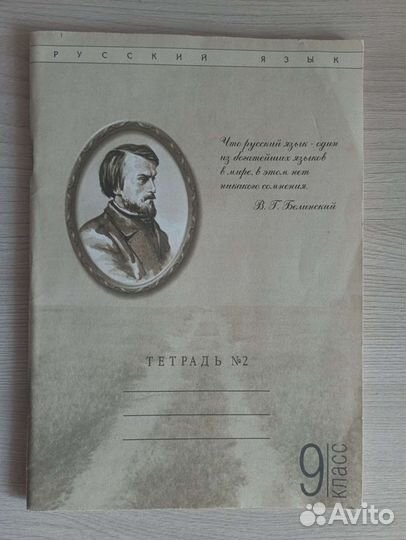 РУССКИЙ ЯЗЫК
Что русский язык - один
из богатейших языков
в мире, в этом нет
никакого сомнения.
В. Г. Белинский
ТЕТРАДЬ №2
9 класс
Avito